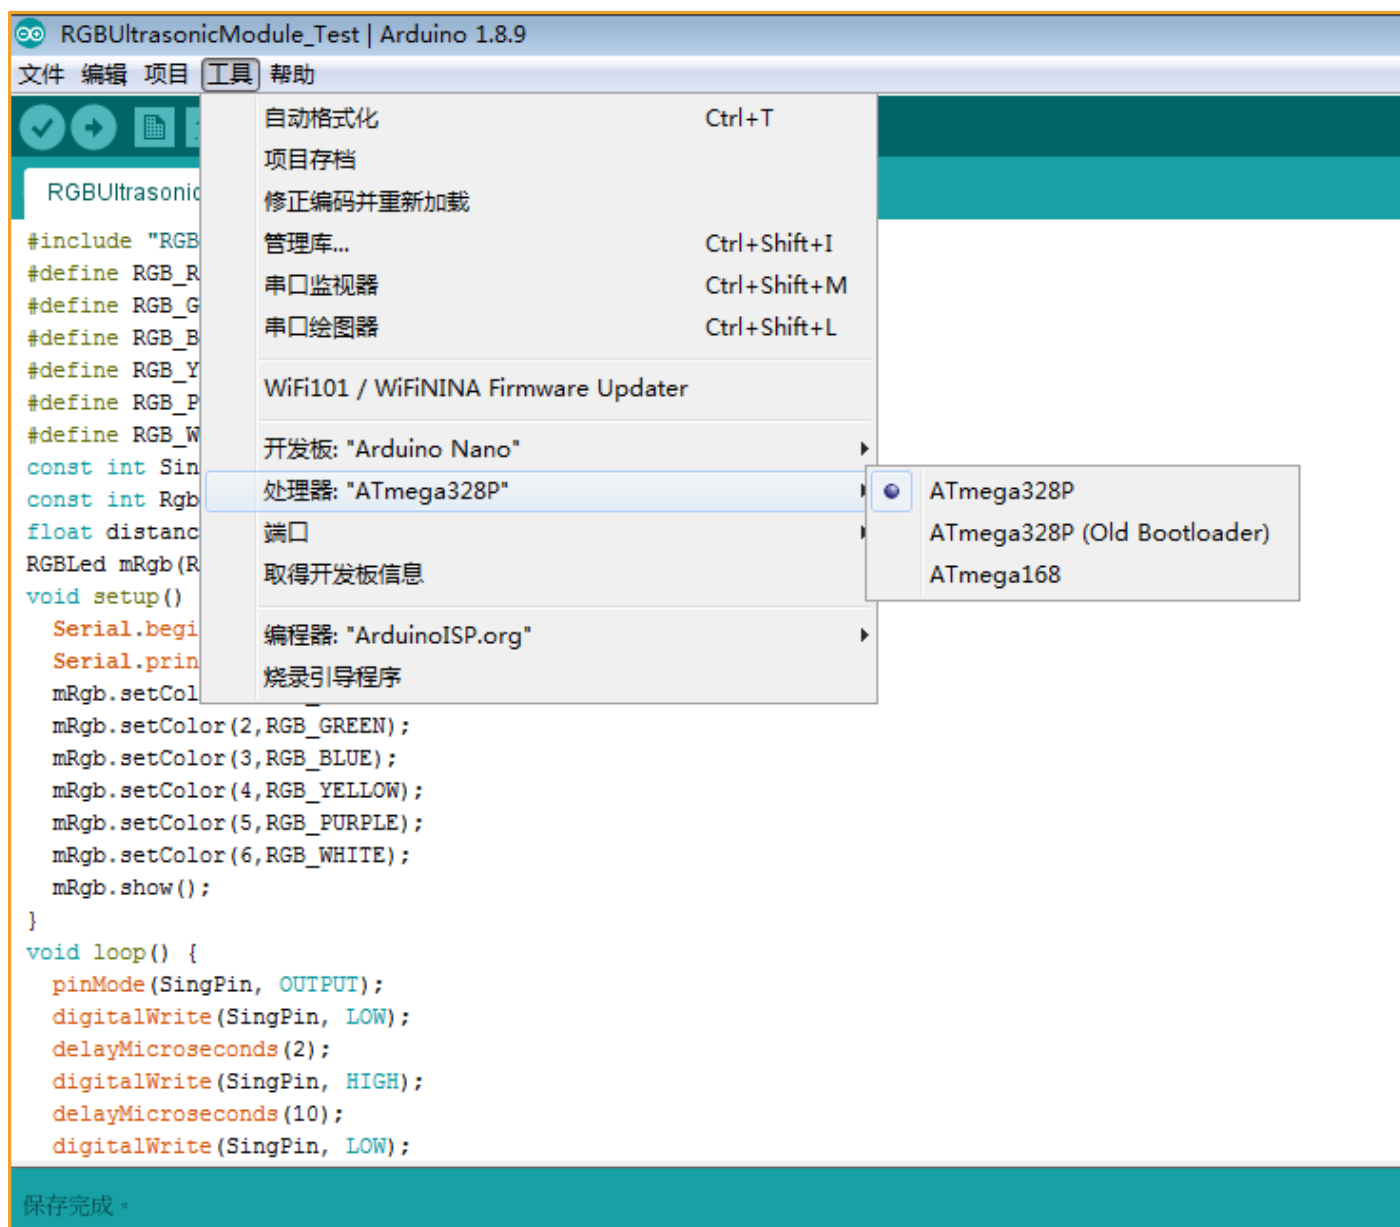 RGBUltrasonicModule_Test | Arduino 1.8.9
文件 编辑 项目 工具 帮助
自动格式化 Ctrl+T
项目存档
修正编码并重新加载
管理库... Ctrl+Shift+I
串口监视器 Ctrl+Shift+M
串口绘图器 Ctrl+Shift+L
WiFi101 / WiFiNINA Firmware Updater
开发板: "Arduino Nano"
处理器: "ATmega328P"
端口
取得开发板信息
编程器: "ArduinoISP.org"
烧录引导程序
ATmega328P
ATmega328P (Old Bootloader)
ATmega168
RGBUltrasonic
#include "RGB
#define RGB_R
#define RGB_G
#define RGB_B
#define RGB_Y
#define RGB_P
#define RGB_W
const int Sin
const int Rgb
float distanc
RGBLed mRgb(R
void setup()
Serial.begi
Serial.prin
mRgb.setCol
mRgb.setColor(2,RGB_GREEN);
mRgb.setColor(3,RGB_BLUE);
mRgb.setColor(4,RGB_YELLOW);
mRgb.setColor(5,RGB_PURPLE);
mRgb.setColor(6,RGB_WHITE);
mRgb.show();
}
void loop() {
pinMode(SingPin, OUTPUT);
digitalWrite(SingPin, LOW);
delayMicroseconds(2);
digitalWrite(SingPin, HIGH);
delayMicroseconds(10);
digitalWrite(SingPin, LOW);
保存完成。